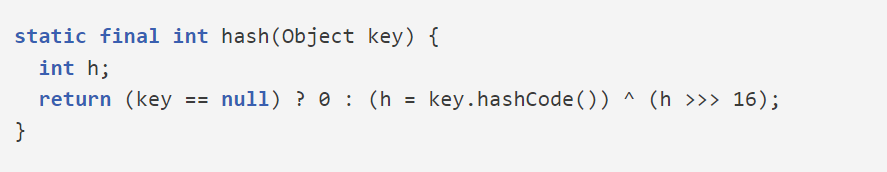 static final int hash(Object key) {
  int h;
  return (key == null) ? 0 : (h = key.hashCode()) ^ (h >>> 16);
}